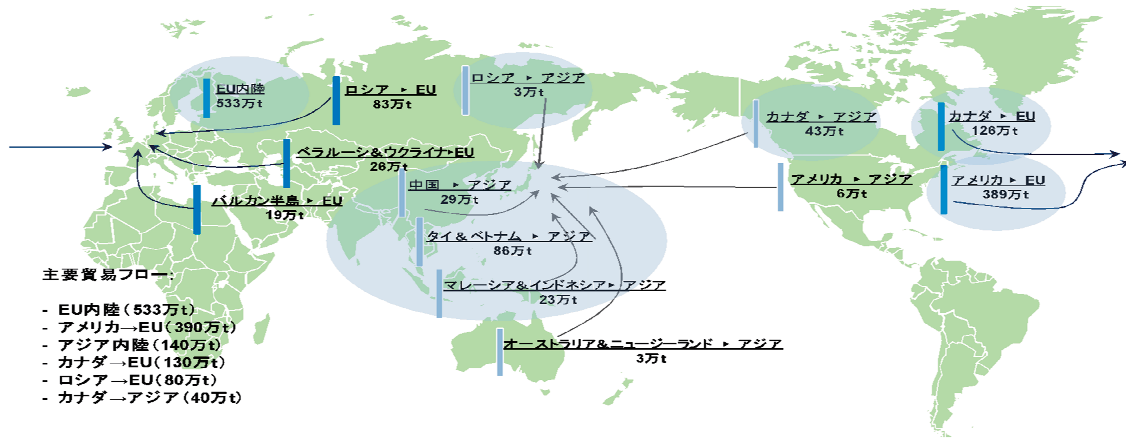 EU内陸
533万t
ロシア ▸ EU
83万t
ロシア ▸ アジア
3万t
カナダ ▸ アジア
43万t
カナダ ▸ EU
126万t
ベラルーシ&ウクライナ▸EU
26万t
中国 ▸ アジア
29万t
アメリカ ▸ アジア
6万t
アメリカ ▸ EU
389万t
バルカン半島 ▸ EU
19万t
タイ&ベトナム ▸ アジア
86万t
マレーシア&インドネシア▸ アジア
23万t
オーストラリア&ニュージーランド ▸ アジア
3万t
主要貿易フロー:
- EU内陸(533万t)
- アメリカ→EU(390万t)
- アジア内陸(140万t)
- カナダ→EU(130万t)
- ロシア→EU(80万t)
- カナダ→アジア(40万t)